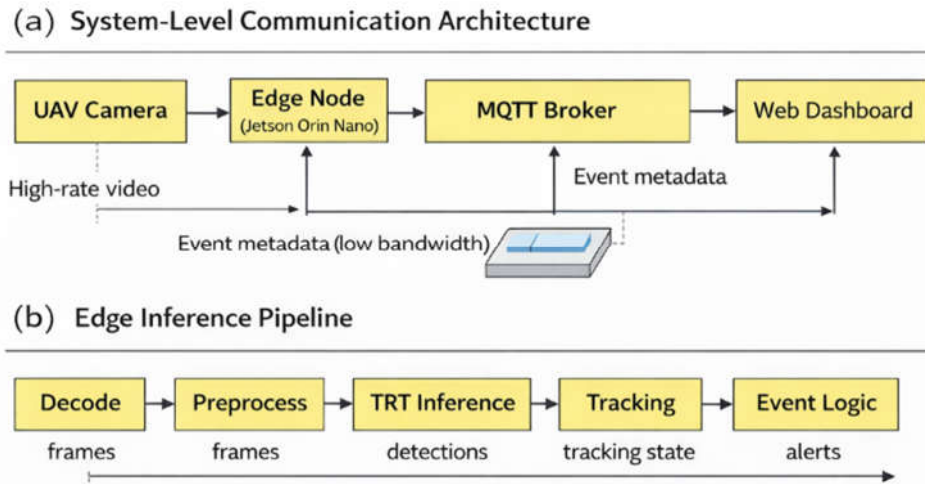 (a) System-Level Communication Architecture
UAV Camera
Edge Node
(Jetson Orin Nano)
MQTT Broker
Web Dashboard
High-rate video
Event metadata
Event metadata (low bandwidth)
(b) Edge Inference Pipeline
Decode
Preprocess
TRT Inference
Tracking
Event Logic
frames
frames
detections
tracking state
alerts